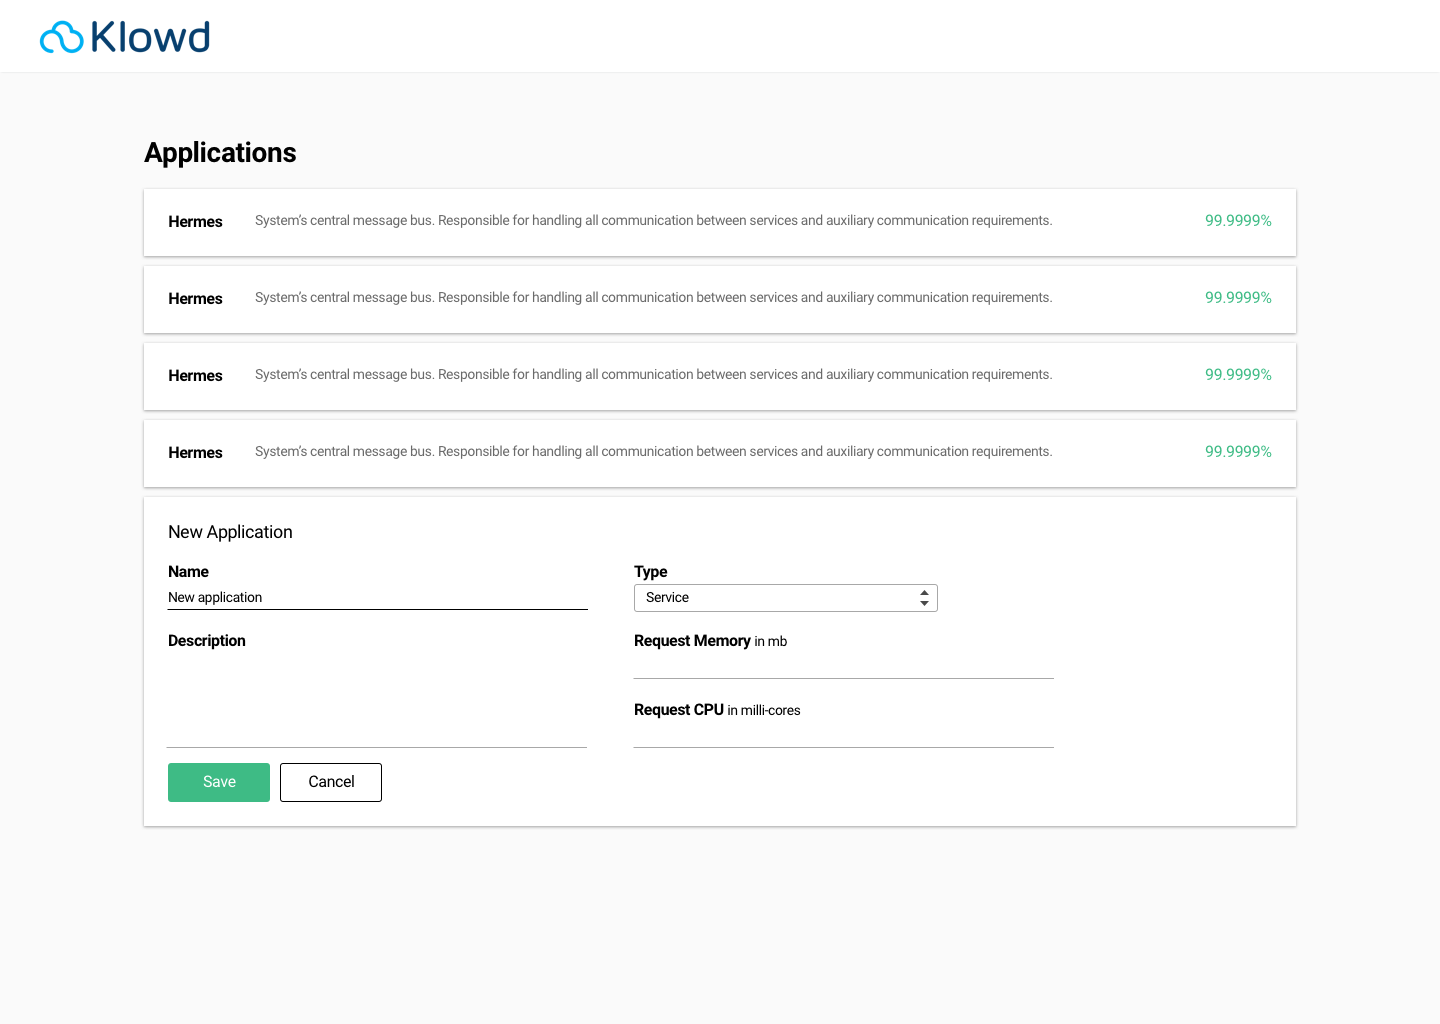 Klowd
Applications
Hermes System’s central message bus. Responsible for handling all communication between services and auxiliary communication requirements. 99.9999%
Hermes System’s central message bus. Responsible for handling all communication between services and auxiliary communication requirements. 99.9999%
Hermes System’s central message bus. Responsible for handling all communication between services and auxiliary communication requirements. 99.9999%
Hermes System’s central message bus. Responsible for handling all communication between services and auxiliary communication requirements. 99.9999%
New Application
Name
New application
Type
Service
Description
Request Memory in mb
Request CPU in milli-cores
Save
Cancel